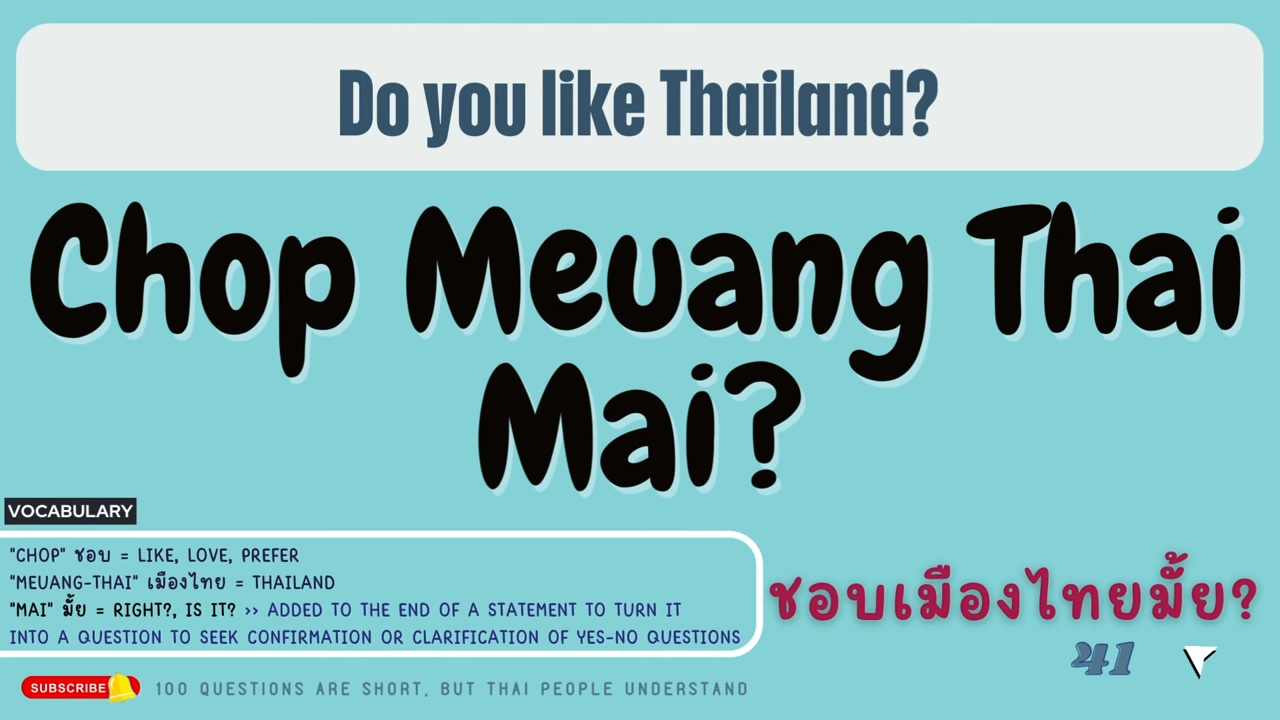 Do you like Thailand?
Chop Meuang Thai
Mai?
VOCABULARY
"CHOP" ชอบ = LIKE, LOVE, PREFER
"MEUANG-THAI" เมืองไทย = THAILAND
"MAI" มั้ย = RIGHT?, IS IT? >> ADDED TO THE END OF A STATEMENT TO TURN IT
INTO A QUESTION TO SEEK CONFIRMATION OR CLARIFICATION OF YES-NO QUESTIONS
ชอบเมืองไทยมั้ย?
41
SUBSCRIBE
100 QUESTIONS ARE SHORT, BUT THAI PEOPLE UNDERSTAND